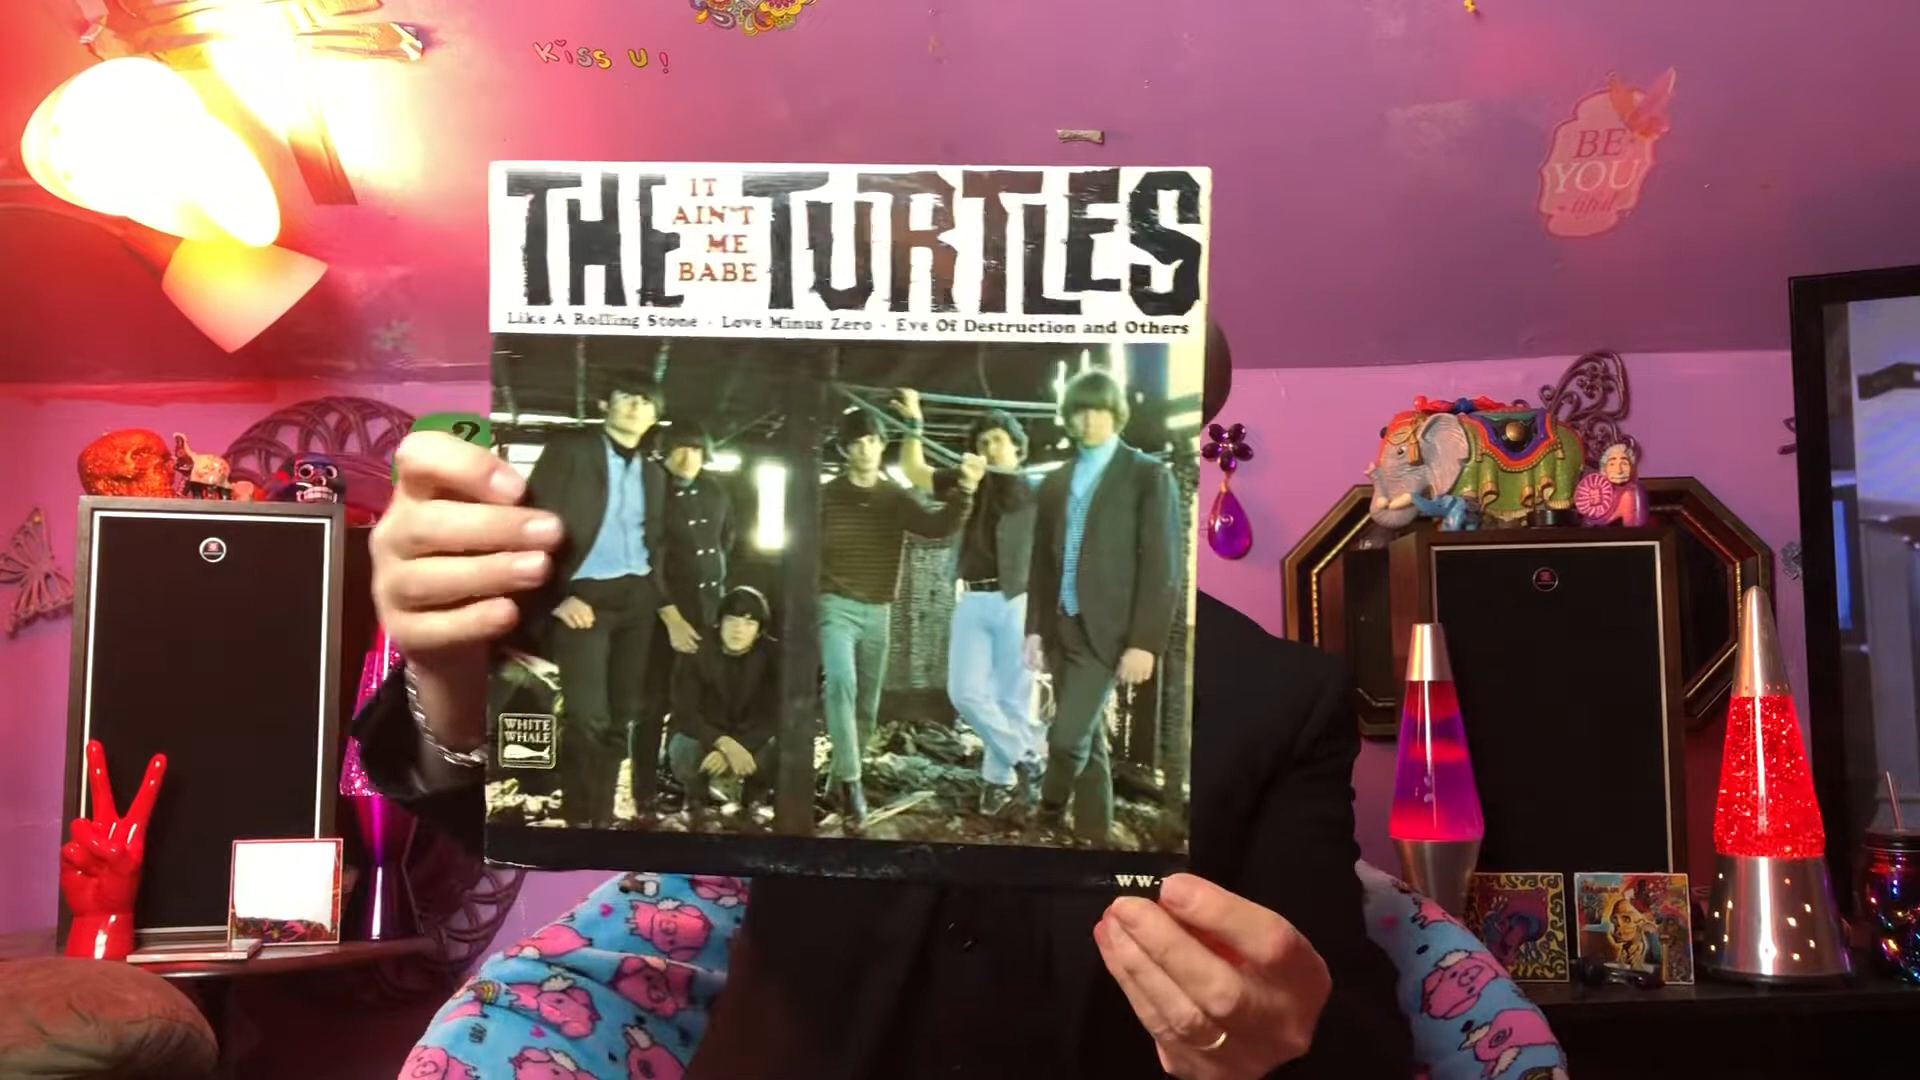 Kiss U!
BE
YOU
THE TURTLES
IT
AIN'T
ME
BABE
Like A Rolling Stone · Love Minus Zero · Eve Of Destruction and Others
?
WHITE
WHALE
WW-